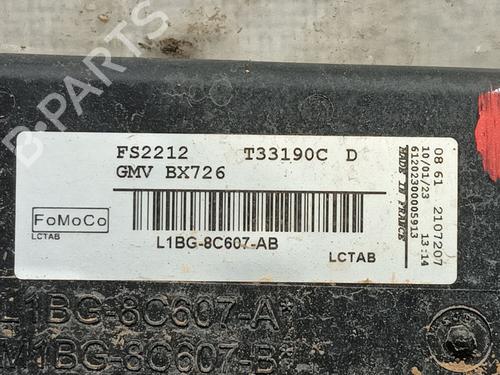 FS2212 T33190C D
GMV BX726
FoMoCo
LCTAB
L1BG-8C607-AB
LCTAB
08 61 2107207
10/01/23 13:14
61202300005913
MADE IN FRANCE
L1BG-8C607-A
M1BG-8C607-B
B-PARTS